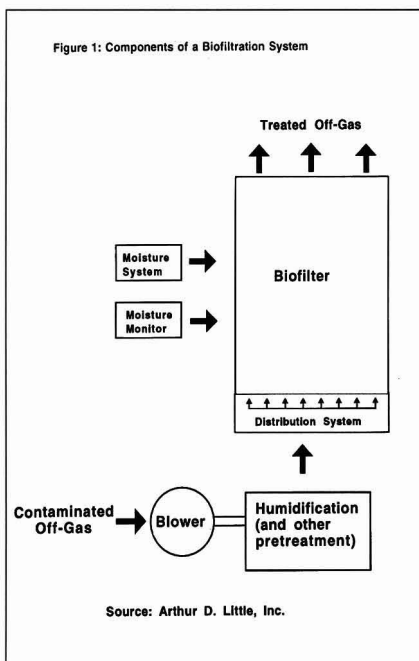 Figure 1: Components of a Biofiltration System
Treated Off-Gas
Moisture
System
Biofilter
Moisture
Monitor
Distribution System
Contaminated
Off-Gas
Blower
Humidification
(and other
pretreatment)
Source: Arthur D. Little, Inc.